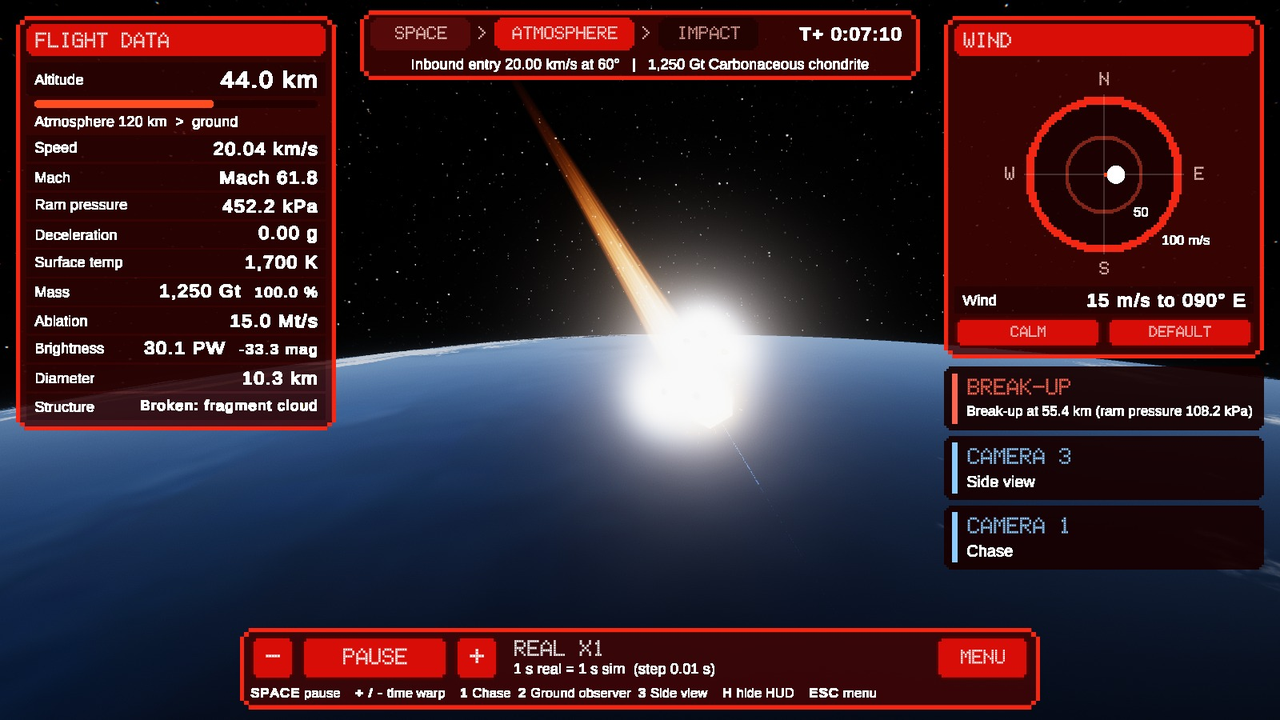 FLIGHT DATA
Altitude 44.0 km
Atmosphere 120 km > ground
Speed 20.04 km/s
Mach Mach 61.8
Ram pressure 452.2 kPa
Deceleration 0.00 g
Surface temp 1,700 K
Mass 1,250 Gt 100.0 %
Ablation 15.0 Mt/s
Brightness 30.1 PW -33.3 mag
Diameter 10.3 km
Structure Broken: fragment cloud
SPACE > ATMOSPHERE > IMPACT T+ 0:07:10
Inbound entry 20.00 km/s at 60° | 1,250 Gt Carbonaceous chondrite
WIND
N
W E
50
100 m/s
S
Wind 15 m/s to 090° E
CALM DEFAULT
BREAK-UP
Break-up at 55.4 km (ram pressure 108.2 kPa)
CAMERA 3
Side view
CAMERA 1
Chase
− PAUSE + REAL X1
1 s real = 1 s sim (step 0.01 s)
MENU
SPACE pause + / - time warp 1 Chase 2 Ground observer 3 Side view H hide HUD ESC menu